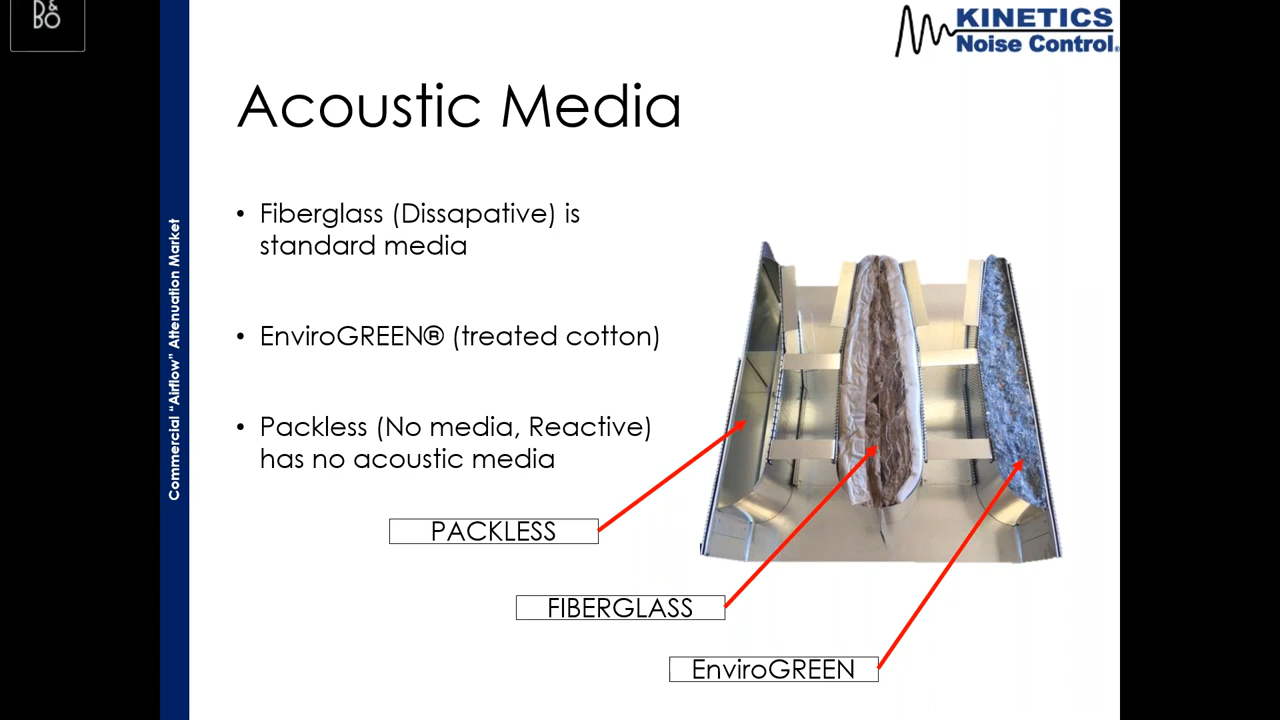 B&O
KINETICS
Noise Control®
Acoustic Media
Commercial "Airflow" Attenuation Market
• Fiberglass (Dissapative) is
standard media
• EnviroGREEN® (treated cotton)
• Packless (No media, Reactive)
has no acoustic media
PACKLESS
FIBERGLASS
EnviroGREEN